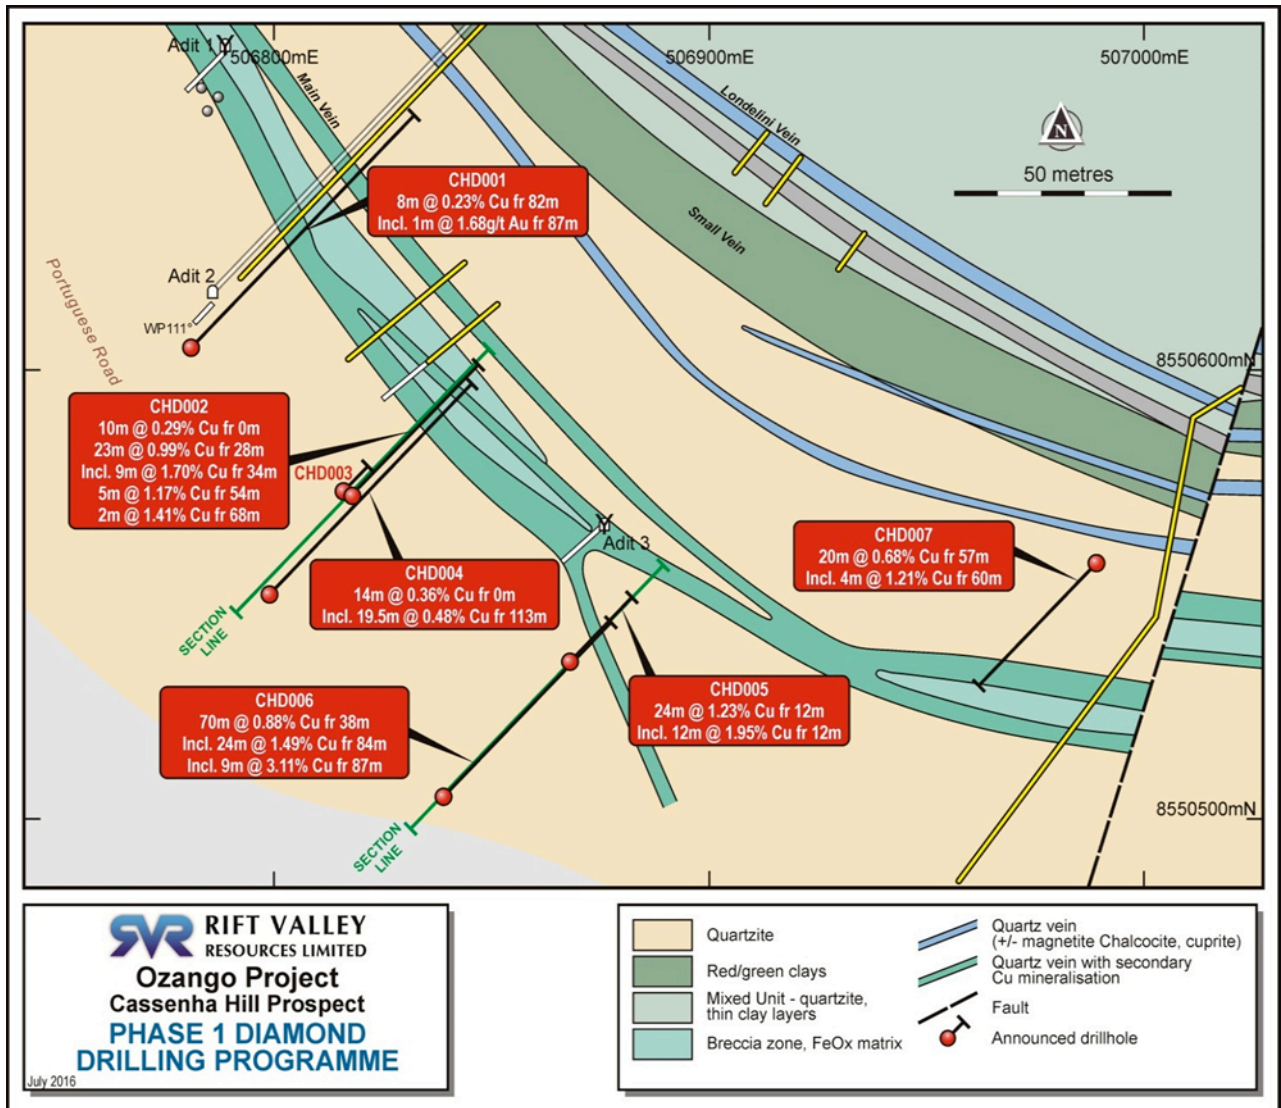 Adit 1
506800mE
506900mE
507000mE
Main Vein
Londelini Vein
N
50 metres
CHD001
8m @ 0.23% Cu fr 82m
Incl. 1m @ 1.68g/t Au fr 87m
Small Vein
Portuguese Road
Adit 2
WP111°
8550600mN
CHD002
10m @ 0.29% Cu fr 0m
23m @ 0.99% Cu fr 28m
Incl. 9m @ 1.70% Cu fr 34m
5m @ 1.17% Cu fr 54m
2m @ 1.41% Cu fr 68m
CHD003
Adit 3
CHD007
20m @ 0.68% Cu fr 57m
Incl. 4m @ 1.21% Cu fr 60m
CHD004
14m @ 0.36% Cu fr 0m
Incl. 19.5m @ 0.48% Cu fr 113m
SECTION
LINE
CHD006
70m @ 0.88% Cu fr 38m
Incl. 24m @ 1.49% Cu fr 84m
Incl. 9m @ 3.11% Cu fr 87m
CHD005
24m @ 1.23% Cu fr 12m
Incl. 12m @ 1.95% Cu fr 12m
8550500mN
SECTION
LINE
RIFT VALLEY
RESOURCES LIMITED
Ozango Project
Cassenha Hill Prospect
PHASE 1 DIAMOND
DRILLING PROGRAMME
July 2016
Quartzite
Red/green clays
Mixed Unit - quartzite,
thin clay layers
Breccia zone, FeOx matrix
Quartz vein
(+/- magnetite Chalcocite, cuprite)
Quartz vein with secondary
Cu mineralisation
Fault
Announced drillhole